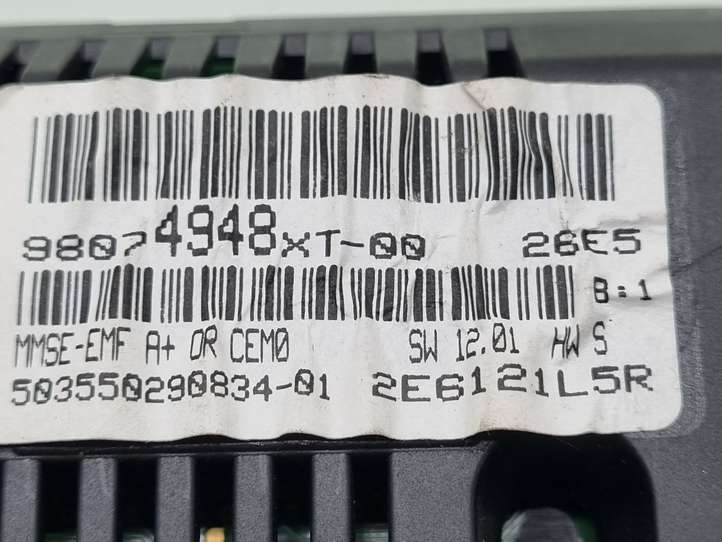 98074948XT-00 26E5
B:1
MMSE-EMF A+ OR CEM0 SW 12.01 HW S
503550290834-01 2E6121L5R